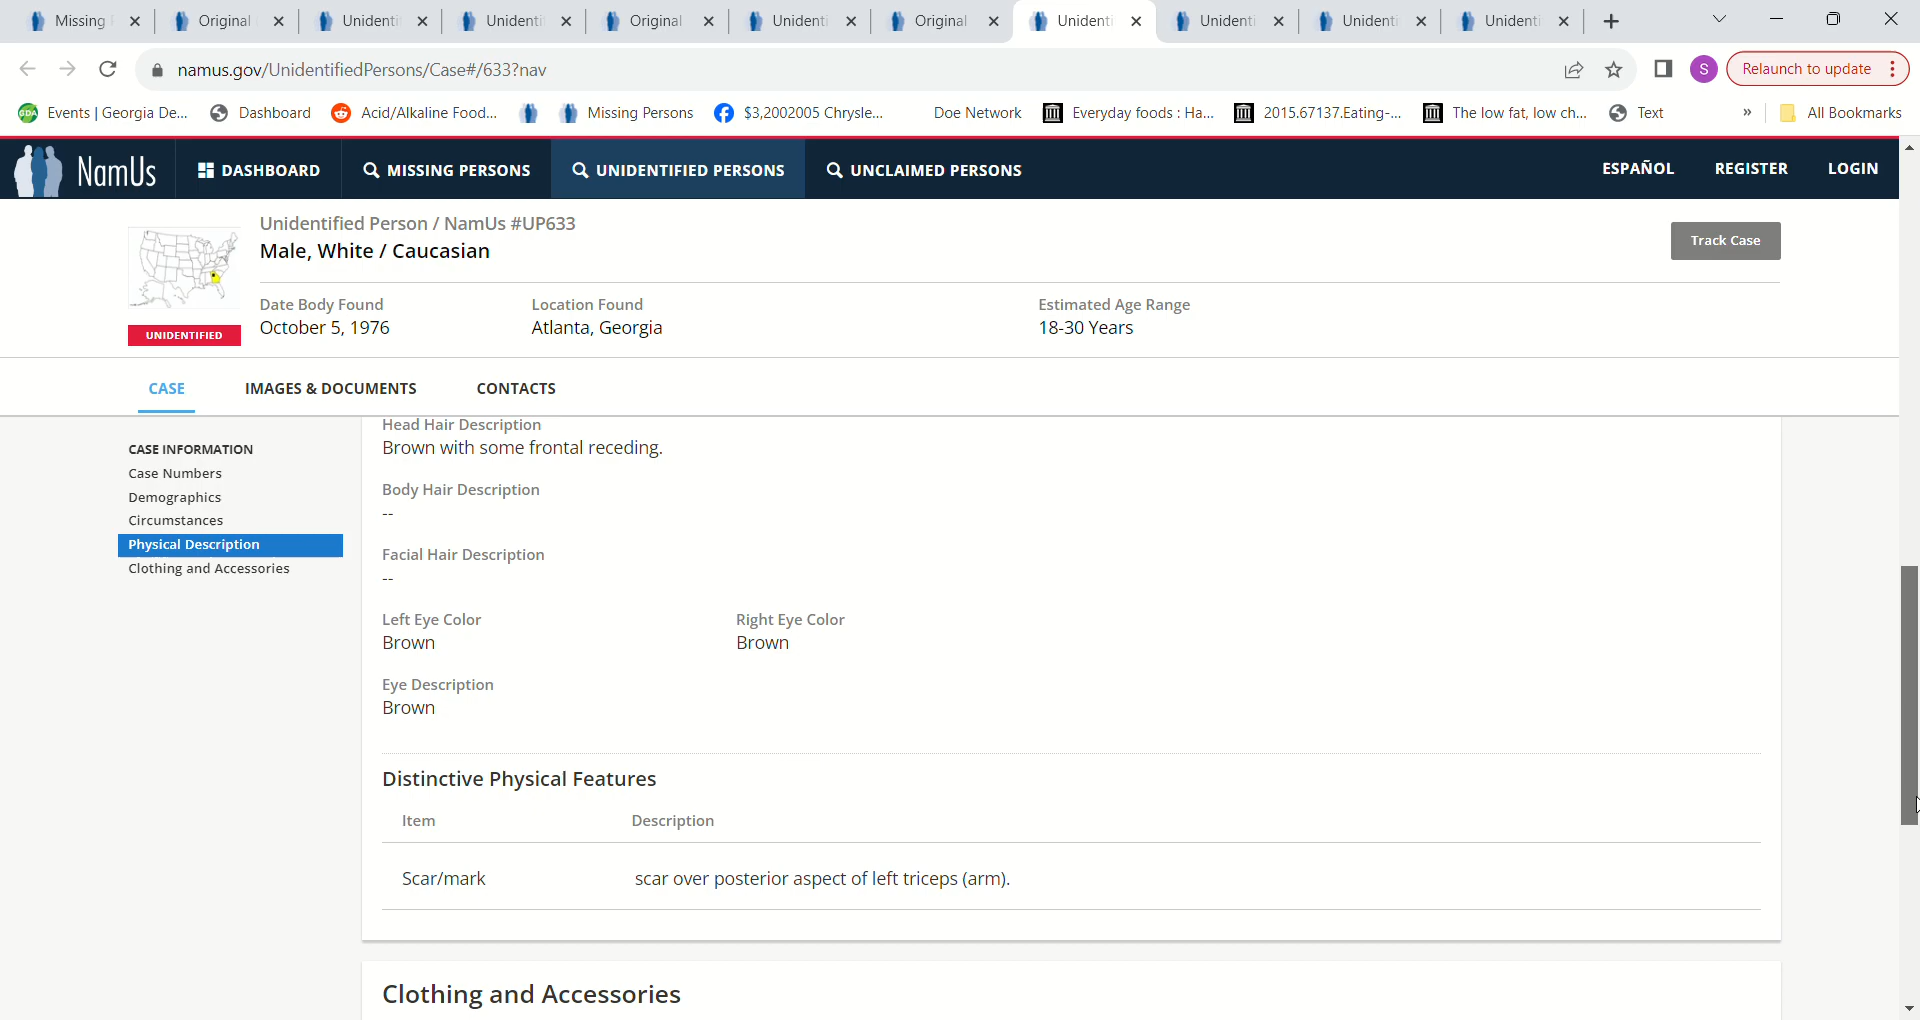 Missing
Original
Unidenti
Unidenti
Original
Unidenti
Original
Unidenti
Unidenti
Unidenti
Unidenti
namus.gov/UnidentifiedPersons/Case#/633?nav
S
Relaunch to update
GDA Events | Georgia De...
Dashboard
Acid/Alkaline Food...
Missing Persons
$3,2002005 Chrysle...
Doe Network
Everyday foods : Ha...
2015.67137.Eating-...
The low fat, low ch...
Text
»
All Bookmarks
NamUs
DASHBOARD
MISSING PERSONS
UNIDENTIFIED PERSONS
UNCLAIMED PERSONS
ESPAÑOL
REGISTER
LOGIN
Unidentified Person / NamUs #UP633
Male, White / Caucasian
Track Case
UNIDENTIFIED
Date Body Found
October 5, 1976
Location Found
Atlanta, Georgia
Estimated Age Range
18-30 Years
CASE
IMAGES & DOCUMENTS
CONTACTS
CASE INFORMATION
Case Numbers
Demographics
Circumstances
Physical Description
Clothing and Accessories
Head Hair Description
Brown with some frontal receding.
Body Hair Description
--
Facial Hair Description
--
Left Eye Color
Brown
Right Eye Color
Brown
Eye Description
Brown
Distinctive Physical Features
Item
Description
Scar/mark
scar over posterior aspect of left triceps (arm).
Clothing and Accessories